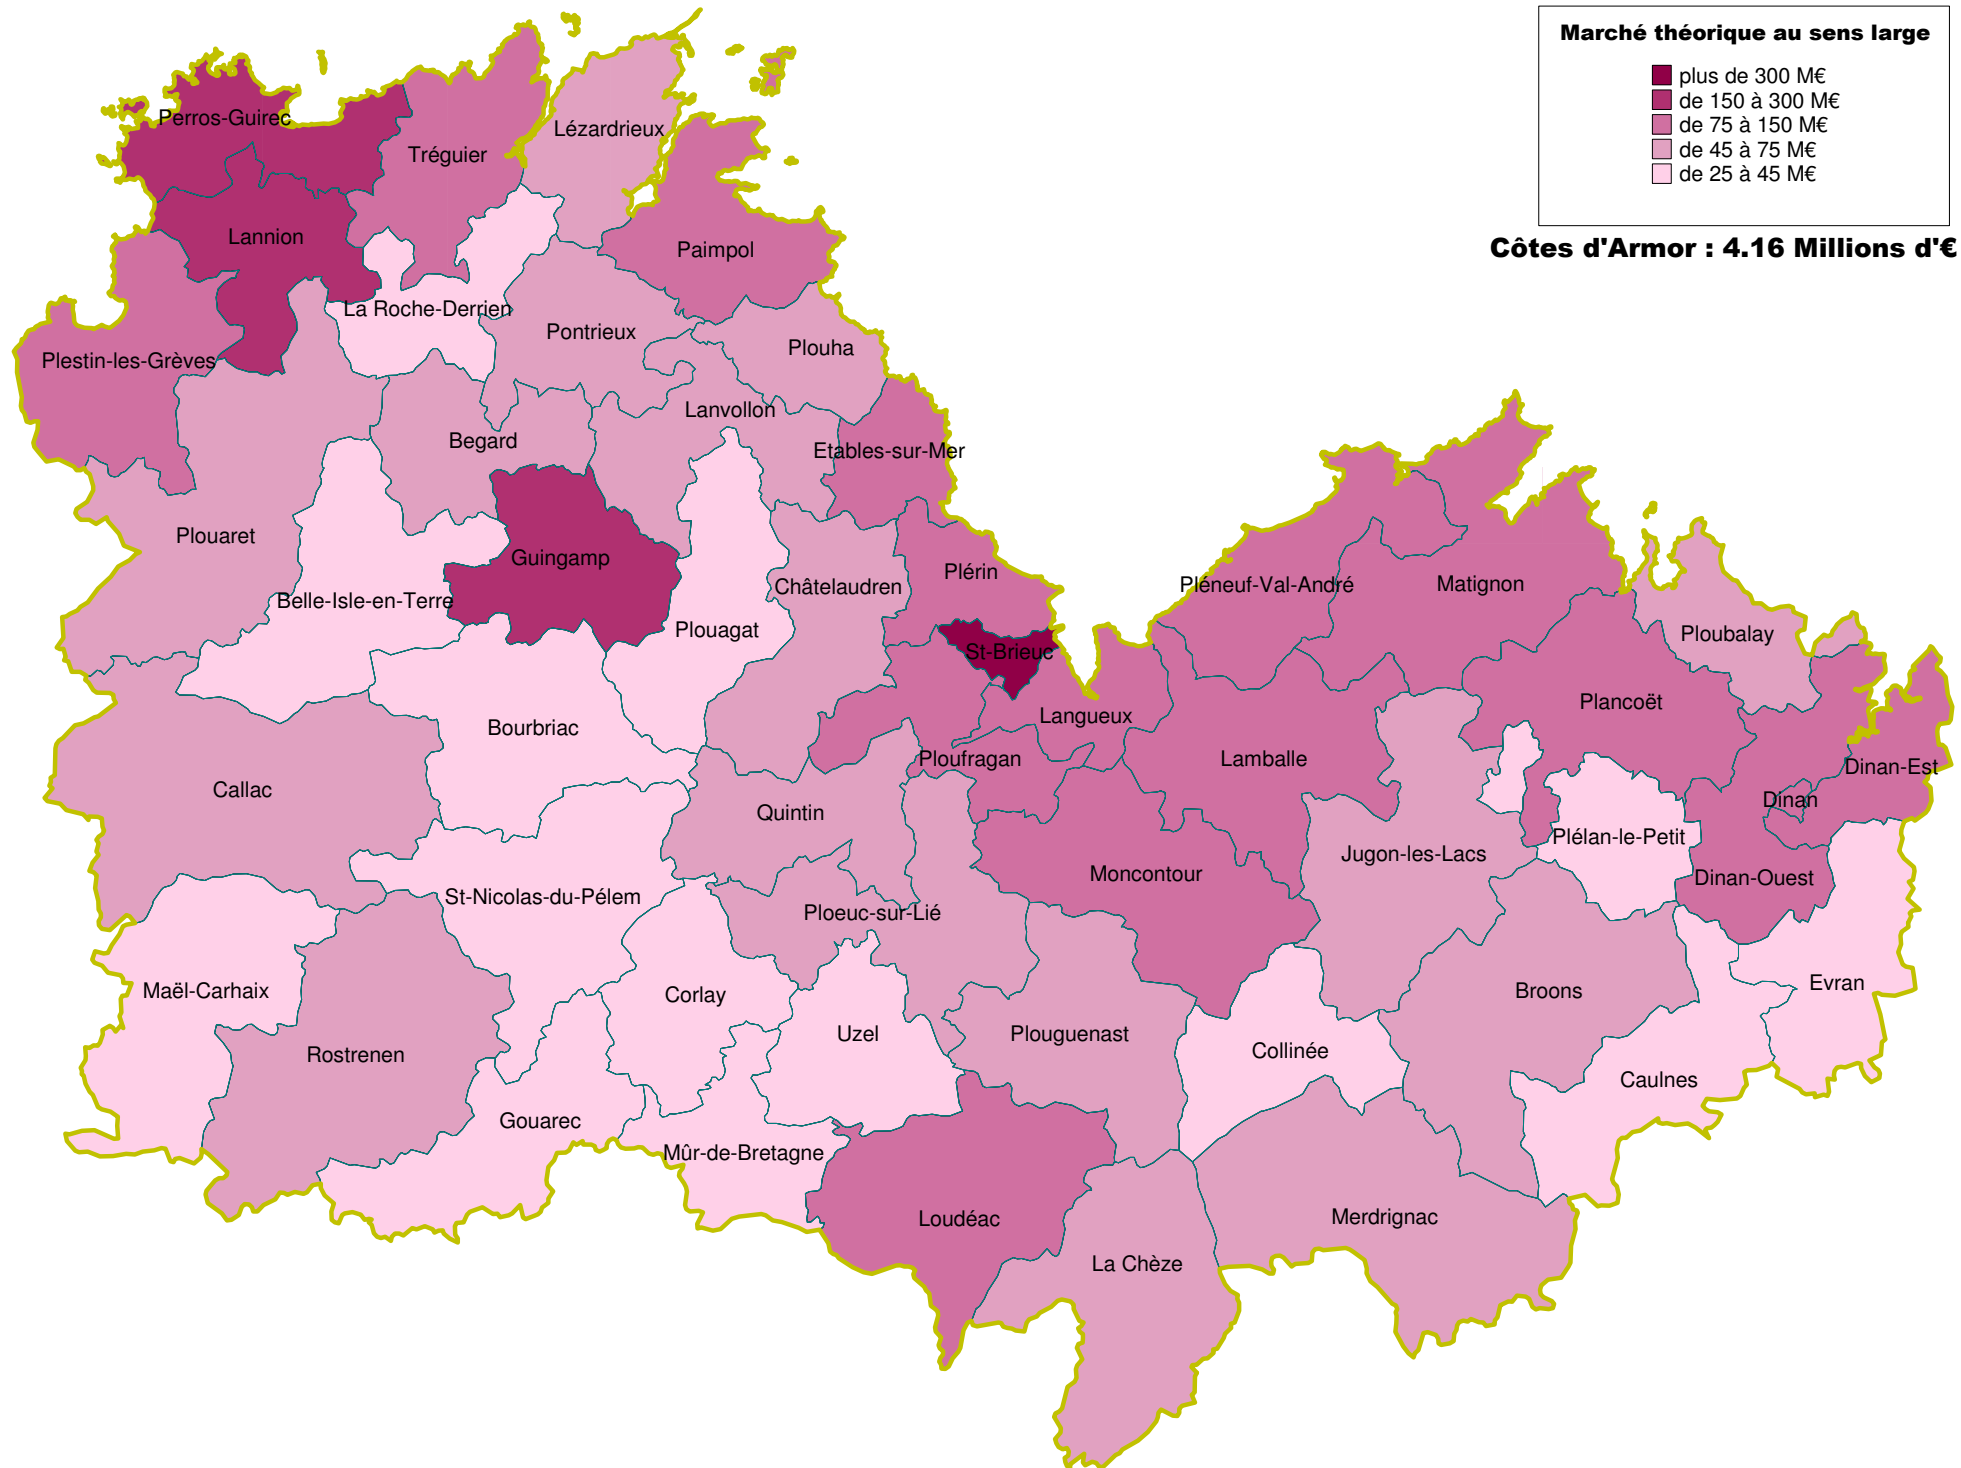 Marché théorique au sens large
plus de 300 M€
de 150 à 300 M€
de 75 à 150 M€
de 45 à 75 M€
de 25 à 45 M€
Côtes d'Armor : 4.16 Millions d'€
Perros-Guirec
Lézardrieux
Tréguier
Lannion
Paimpol
La Roche-Derrien
Pontrieux
Plouha
Plestin-les-Grèves
Lanvollon
Begard
Etables-sur-Mer
Plouaret
Guingamp
Plérin
Châtelaudren
Pléneuf-Val-André
Matignon
Belle-Isle-en-Terre
Plouagat
Ploubalay
St-Brieuc
Plancoët
Langueux
Bourbriac
Ploufragan
Lamballe
Dinan-Est
Callac
Dinan
Quintin
Plélan-le-Petit
Jugon-les-Lacs
Moncontour
Dinan-Ouest
St-Nicolas-du-Pélem
Ploeuc-sur-Lié
Evran
Maël-Carhaix
Corlay
Broons
Uzel
Plouguenast
Collinée
Rostrenen
Caulnes
Gouarec
Mûr-de-Bretagne
Loudéac
Merdrignac
La Chèze